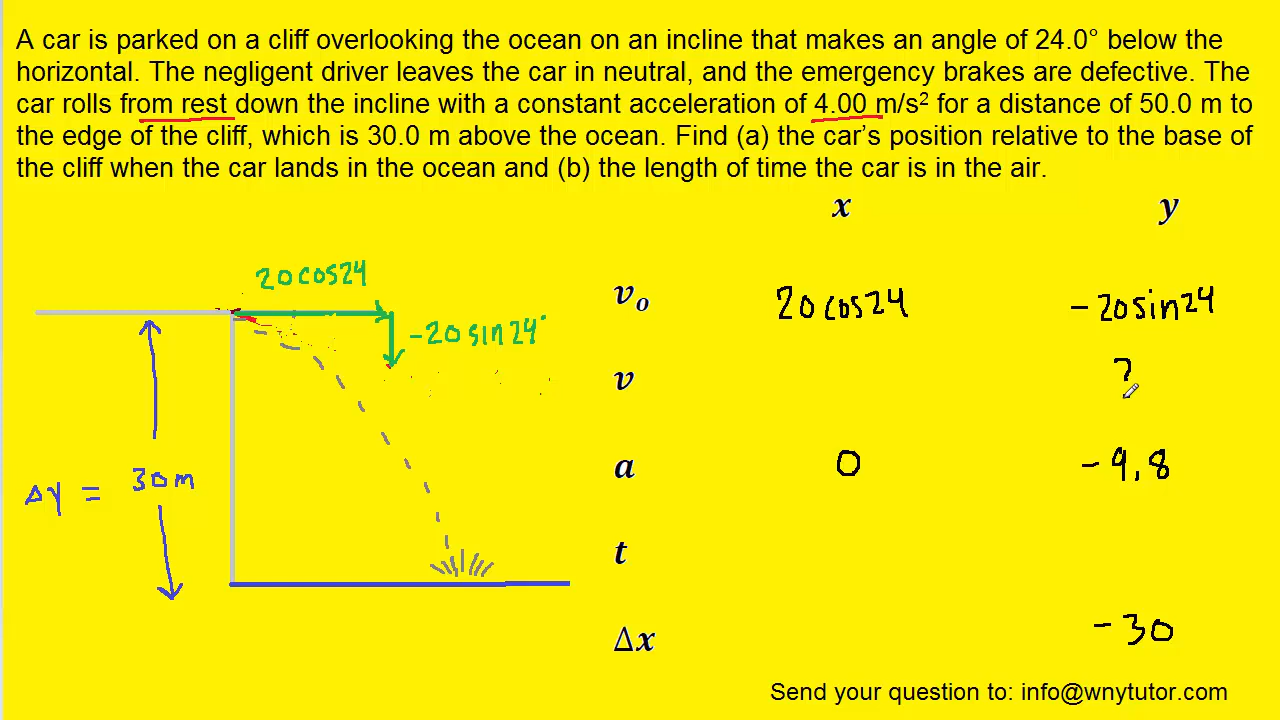 A car is parked on a cliff overlooking the ocean on an incline that makes an angle of 24.0° below the
horizontal. The negligent driver leaves the car in neutral, and the emergency brakes are defective. The
car rolls from rest down the incline with a constant acceleration of 4.00 m/s² for a distance of 50.0 m to
the edge of the cliff, which is 30.0 m above the ocean. Find (a) the car's position relative to the base of
the cliff when the car lands in the ocean and (b) the length of time the car is in the air.
x y
20cos24
v₀ 20cos24 -20sin24
-20sin24°
v ?
a 0 -9.8
Δy = 30m
t
Δx -30
Send your question to: info@wnytutor.com